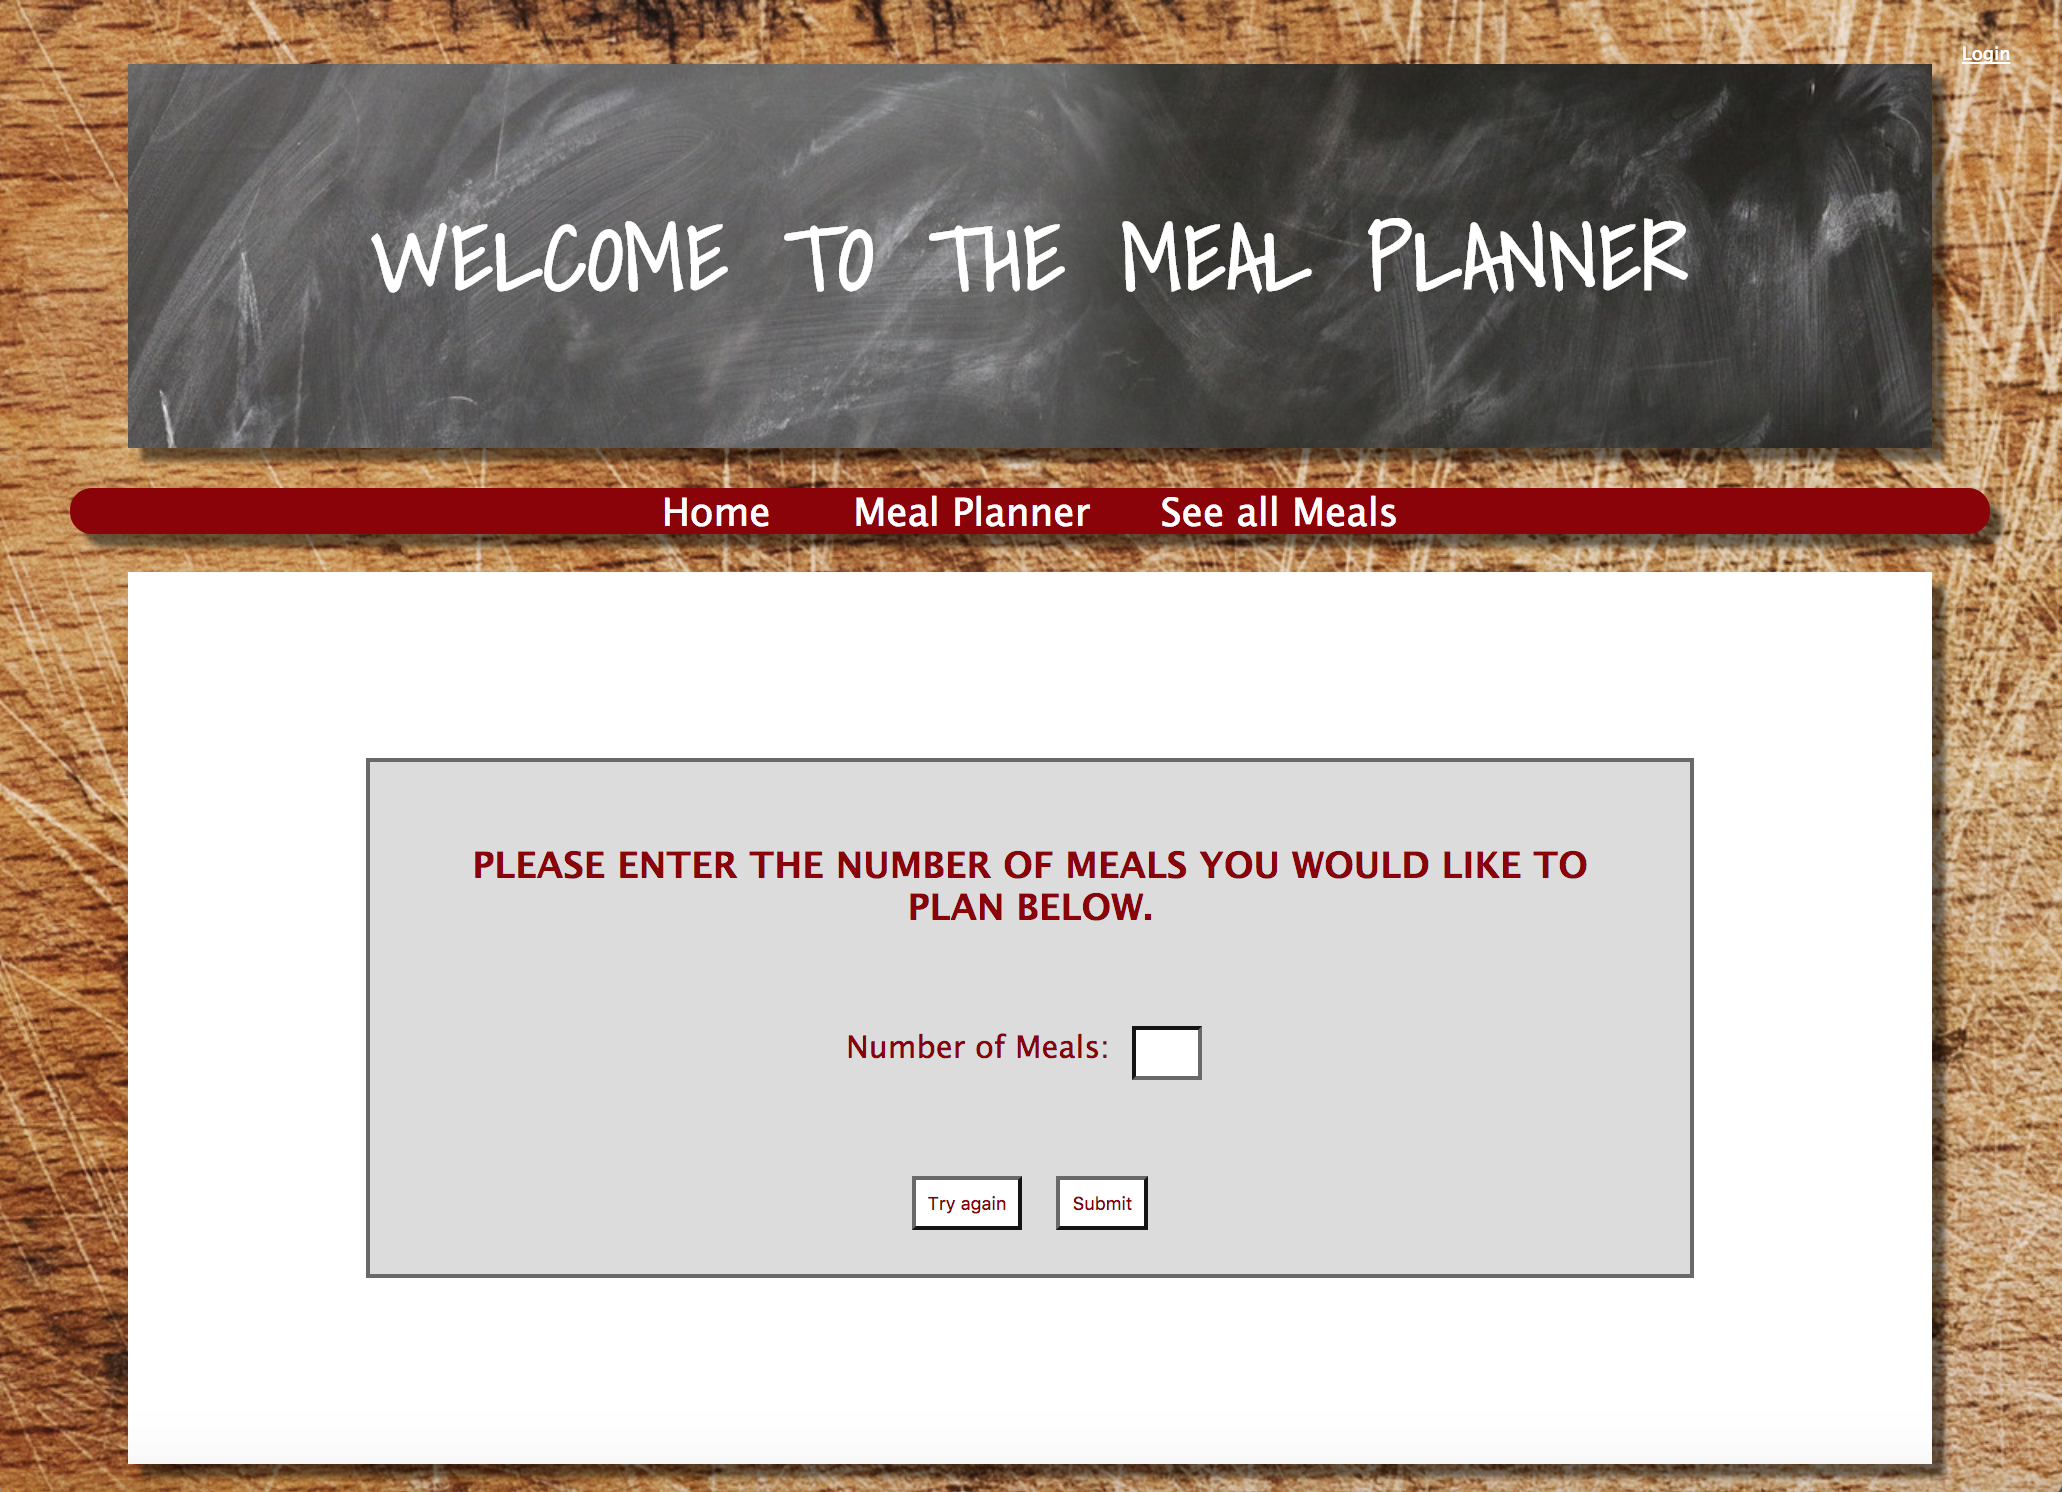 Login
WELCOME TO THE MEAL PLANNER
Home Meal Planner See all Meals
PLEASE ENTER THE NUMBER OF MEALS YOU WOULD LIKE TO
PLAN BELOW.
Number of Meals:
Try again Submit